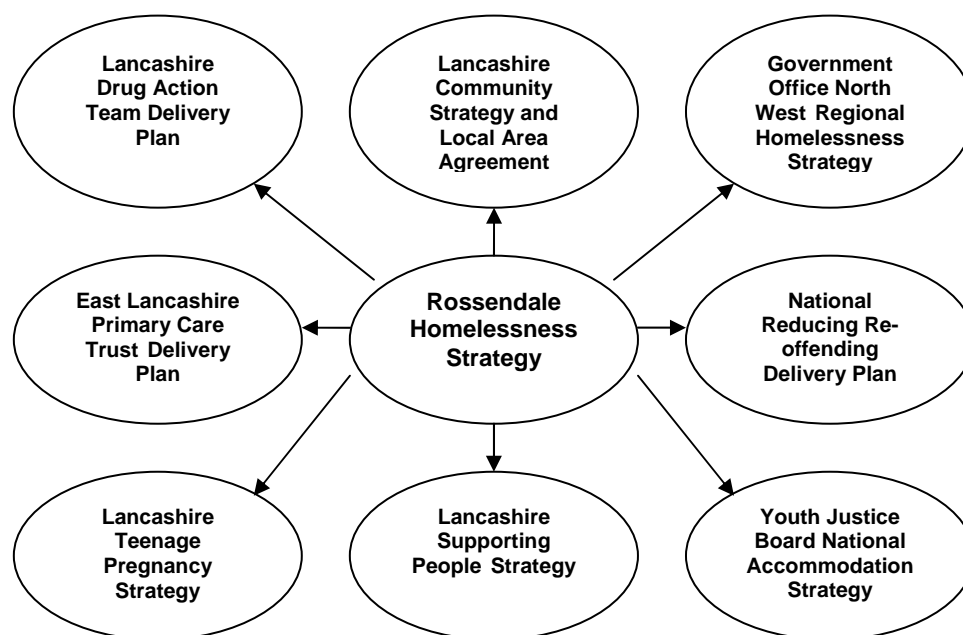 Lancashire
Drug Action
Team Delivery
Plan
Lancashire
Community
Strategy and
Local Area
Agreement
Government
Office North
West Regional
Homelessness
Strategy
East Lancashire
Primary Care
Trust Delivery
Plan
Rossendale
Homelessness
Strategy
National
Reducing Re-
offending
Delivery Plan
Lancashire
Teenage
Pregnancy
Strategy
Lancashire
Supporting
People Strategy
Youth Justice
Board National
Accommodation
Strategy